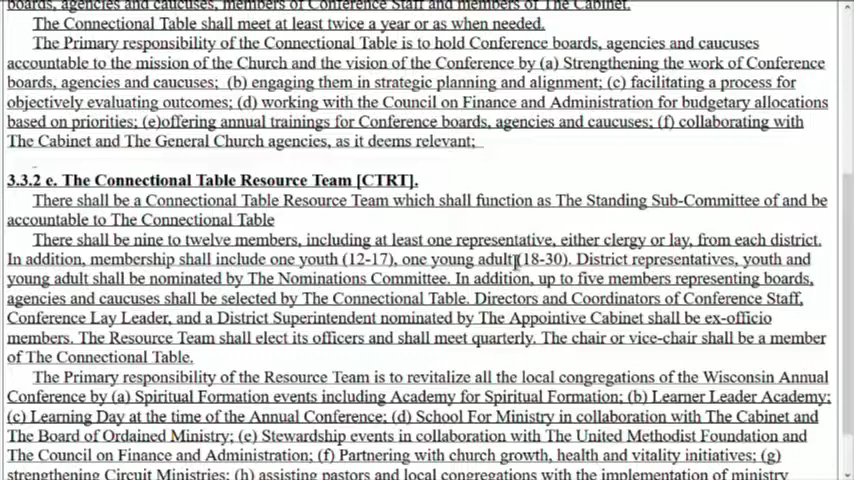 boards, agencies and caucuses, members of Conference Staff and members of The Cabinet.
The Connectional Table shall meet at least twice a year or as when needed.
The Primary responsibility of the Connectional Table is to hold Conference boards, agencies and caucuses
accountable to the mission of the Church and the vision of the Conference by (a) Strengthening the work of Conference
boards, agencies and caucuses; (b) engaging them in strategic planning and alignment; (c) facilitating a process for
objectively evaluating outcomes; (d) working with the Council on Finance and Administration for budgetary allocations
based on priorities; (e)offering annual trainings for Conference boards, agencies and caucuses; (f) collaborating with
The Cabinet and The General Church agencies, as it deems relevant;
3.3.2 e. The Connectional Table Resource Team [CTRT].
There shall be a Connectional Table Resource Team which shall function as The Standing Sub-Committee of and be
accountable to The Connectional Table
There shall be nine to twelve members, including at least one representative, either clergy or lay, from each district.
In addition, membership shall include one youth (12-17), one young adult (18-30). District representatives, youth and
young adult shall be nominated by The Nominations Committee. In addition, up to five members representing boards,
agencies and caucuses shall be selected by The Connectional Table. Directors and Coordinators of Conference Staff,
Conference Lay Leader, and a District Superintendent nominated by The Appointive Cabinet shall be ex-officio
members. The Resource Team shall elect its officers and shall meet quarterly. The chair or vice-chair shall be a member
of The Connectional Table.
The Primary responsibility of the Resource Team is to revitalize all the local congregations of the Wisconsin Annual
Conference by (a) Spiritual Formation events including Academy for Spiritual Formation; (b) Learner Leader Academy;
(c) Learning Day at the time of the Annual Conference; (d) School For Ministry in collaboration with The Cabinet and
The Board of Ordained Ministry; (e) Stewardship events in collaboration with The United Methodist Foundation and
The Council on Finance and Administration; (f) Partnering with church growth, health and vitality initiatives; (g)
strengthening Circuit Ministries; (h) assisting pastors and local congregations with the implementation of ministry